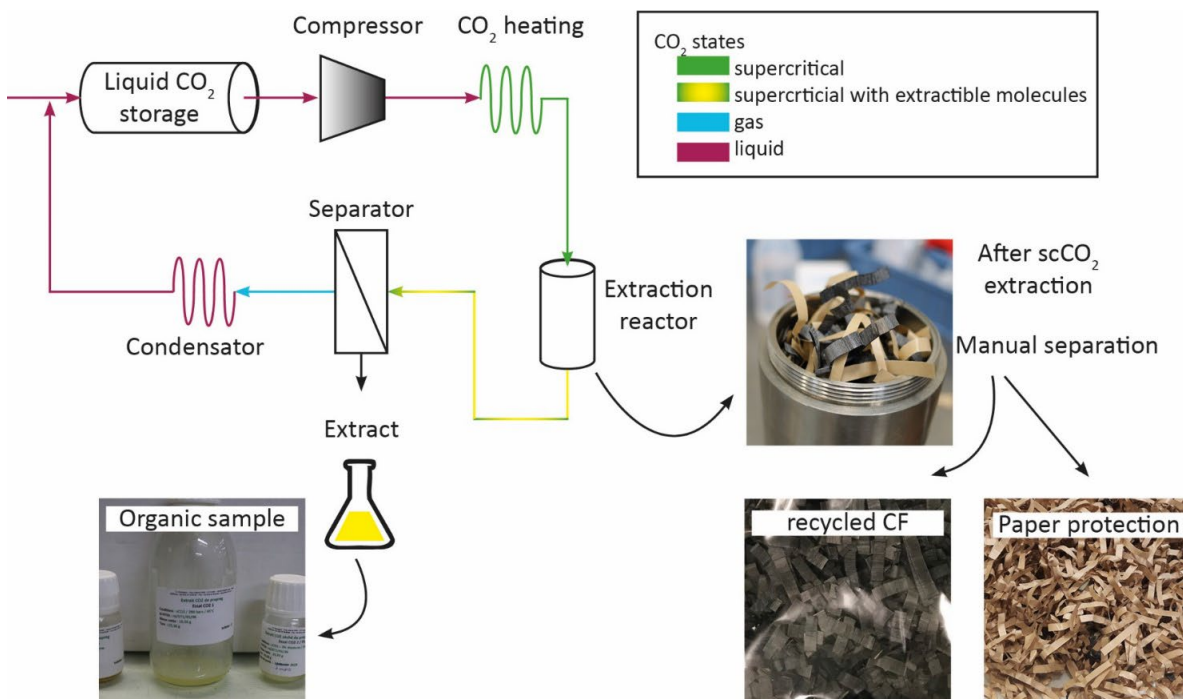 Compressor
CO2 heating
Liquid CO2
storage
CO2 states
supercritical
supercrticial with extractible molecules
gas
liquid
Separator
Condensator
Extraction
reactor
After scCO2
extraction
Manual separation
Extract
Organic sample
recycled CF
Paper protection